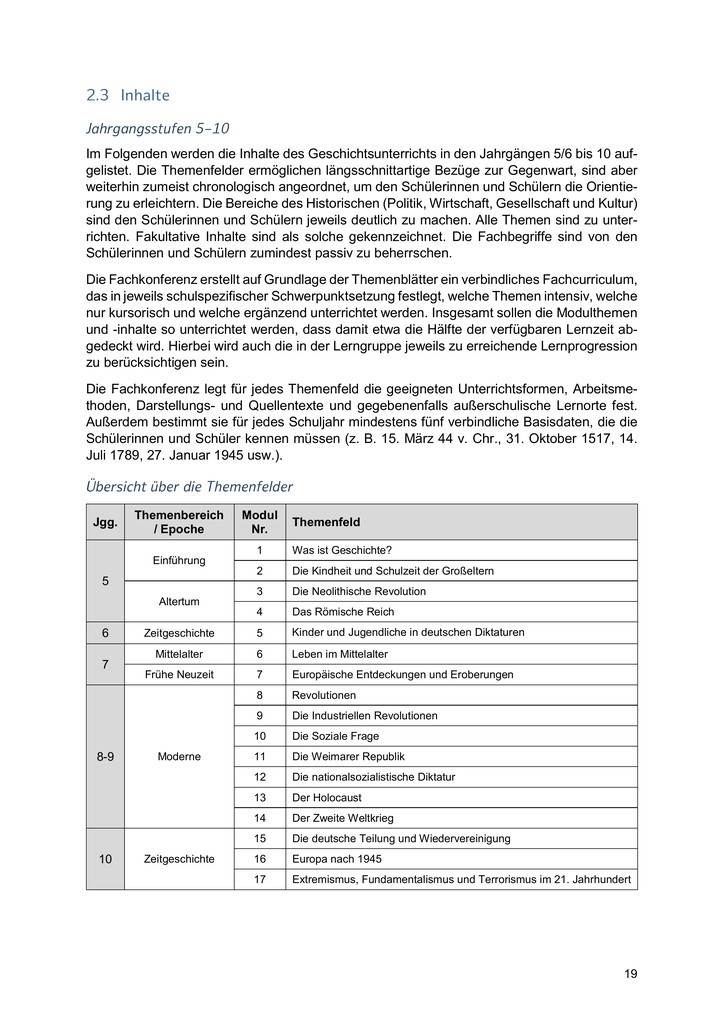 2.3 Inhalte
Jahrgangsstufen 5–10
Im Folgenden werden die Inhalte des Geschichtsunterrichts in den Jahrgängen 5/6 bis 10 auf-
gelistet. Die Themenfelder ermöglichen längsschnittartige Bezüge zur Gegenwart, sind aber
weiterhin zumeist chronologisch angeordnet, um den Schülerinnen und Schülern die Orientie-
rung zu erleichtern. Die Bereiche des Historischen (Politik, Wirtschaft, Gesellschaft und Kultur)
sind den Schülerinnen und Schülern jeweils deutlich zu machen. Alle Themen sind zu unter-
richten. Fakultative Inhalte sind als solche gekennzeichnet. Die Fachbegriffe sind von den
Schülerinnen und Schülern zumindest passiv zu beherrschen.
Die Fachkonferenz erstellt auf Grundlage der Themenblätter ein verbindliches Fachcurriculum,
das in jeweils schulspezifischer Schwerpunktsetzung festlegt, welche Themen intensiv, welche
nur kursorisch und welche ergänzend unterrichtet werden. Insgesamt sollen die Modulthemen
und -inhalte so unterrichtet werden, dass damit etwa die Hälfte der verfügbaren Lernzeit ab-
gedeckt wird. Hierbei wird auch die in der Lerngruppe jeweils zu erreichende Lernprogression
zu berücksichtigen sein.
Die Fachkonferenz legt für jedes Themenfeld die geeigneten Unterrichtsformen, Arbeitsme-
thoden, Darstellungs- und Quellentexte und gegebenenfalls außerschulische Lernorte fest.
Außerdem bestimmt sie für jedes Schuljahr mindestens fünf verbindliche Basisdaten, die die
Schülerinnen und Schüler kennen müssen (z. B. 15. März 44 v. Chr., 31. Oktober 1517, 14.
Juli 1789, 27. Januar 1945 usw.).
Übersicht über die Themenfelder
Jgg. Themenbereich / Epoche Modul Nr. Themenfeld
5 Einführung 1 Was ist Geschichte?
2 Die Kindheit und Schulzeit der Großeltern
Altertum 3 Die Neolithische Revolution
4 Das Römische Reich
6 Zeitgeschichte 5 Kinder und Jugendliche in deutschen Diktaturen
7 Mittelalter 6 Leben im Mittelalter
Frühe Neuzeit 7 Europäische Entdeckungen und Eroberungen
8-9 Moderne 8 Revolutionen
9 Die Industriellen Revolutionen
10 Die Soziale Frage
11 Die Weimarer Republik
12 Die nationalsozialistische Diktatur
13 Der Holocaust
14 Der Zweite Weltkrieg
10 Zeitgeschichte 15 Die deutsche Teilung und Wiedervereinigung
16 Europa nach 1945
17 Extremismus, Fundamentalismus und Terrorismus im 21. Jahrhundert
19